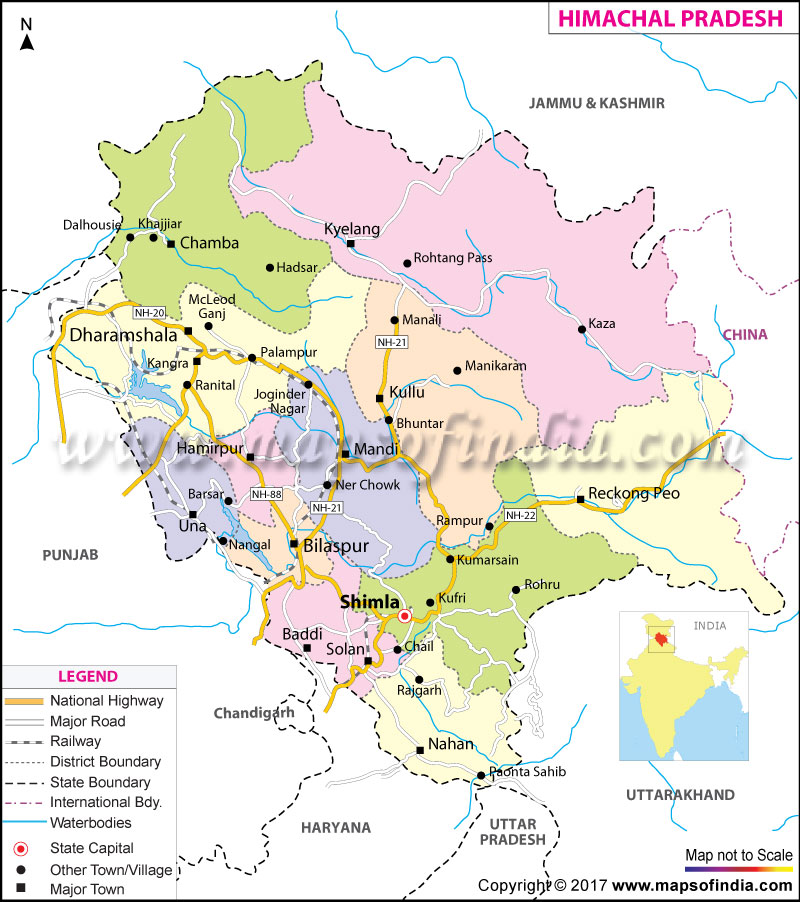 HIMACHAL PRADESH
N
JAMMU & KASHMIR
Dalhousie
Khajjiar
Chamba
Kyelang
Hadsar
Rohtang Pass
McLeod
Ganj
NH-20
Manali
Kaza
CHINA
Dharamshala
NH-21
Palampur
Kangra
Manikaran
Ranital
Joginder
Nagar
Kullu
Bhuntar
www.mapsofindia.com
Hamirpur
Mandi
Ner Chowk
Barsar
NH-88
NH-21
Reckong Peo
Una
Rampur
NH-22
Nangal
Bilaspur
PUNJAB
Kumarsain
Rohru
Shimla
Kufri
Baddi
Solan
Chail
INDIA
Rajgarh
Chandigarh
Nahan
Paonta Sahib
UTTARAKHAND
HARYANA
UTTAR
PRADESH
LEGEND
National Highway
Major Road
Railway
District Boundary
State Boundary
International Bdy.
Waterbodies
State Capital
Other Town/Village
Major Town
Map not to Scale
Copyright © 2017 www.mapsofindia.com